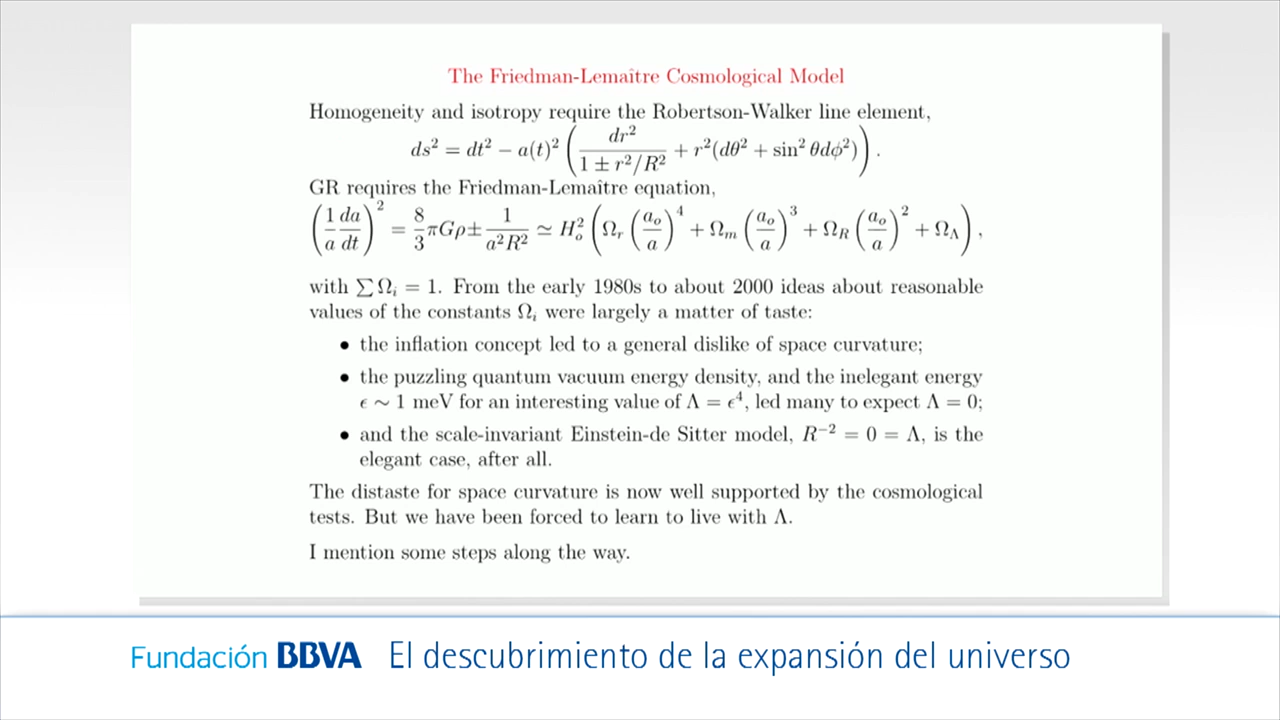 The Friedman-Lemaître Cosmological Model
Homogeneity and isotropy require the Robertson-Walker line element,
ds² = dt² − a(t)² ( dr² / (1 ± r²/R²) + r²(dθ² + sin² θdϕ²) ) .
GR requires the Friedman-Lemaître equation,
( (1/a) (da/dt) )² = (8/3) πGρ ± 1/(a²R²) ≃ H²ₒ ( Ωᵣ (aₒ/a)⁴ + Ωₘ (aₒ/a)³ + Ω_R (aₒ/a)² + Ω_Λ ) ,
with ∑ Ωᵢ = 1. From the early 1980s to about 2000 ideas about reasonable
values of the constants Ωᵢ were largely a matter of taste:
• the inflation concept led to a general dislike of space curvature;
• the puzzling quantum vacuum energy density, and the inelegant energy
ϵ ∼ 1 meV for an interesting value of Λ = ϵ⁴, led many to expect Λ = 0;
• and the scale-invariant Einstein-de Sitter model, R⁻² = 0 = Λ, is the
elegant case, after all.
The distaste for space curvature is now well supported by the cosmological
tests. But we have been forced to learn to live with Λ.
I mention some steps along the way.
Fundación BBVA El descubrimiento de la expansión del universo